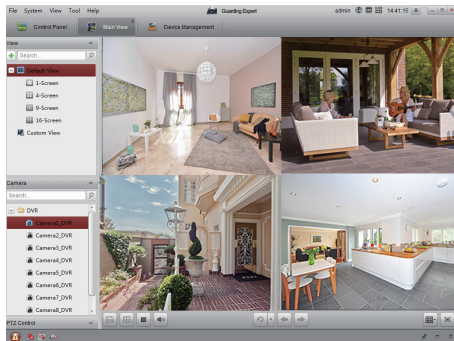 File System View Tool Help
Guarding Expert
admin
14:41:15
Control Panel
Main View
Device Management
View
Search...
Default View
1-Screen
4-Screen
9-Screen
16-Screen
Custom View
Camera
Search...
DVR
Camera1_DVR
Camera2_DVR
Camera3_DVR
Camera4_DVR
Camera5_DVR
Camera6_DVR
Camera7_DVR
Camera8_DVR
PTZ Control